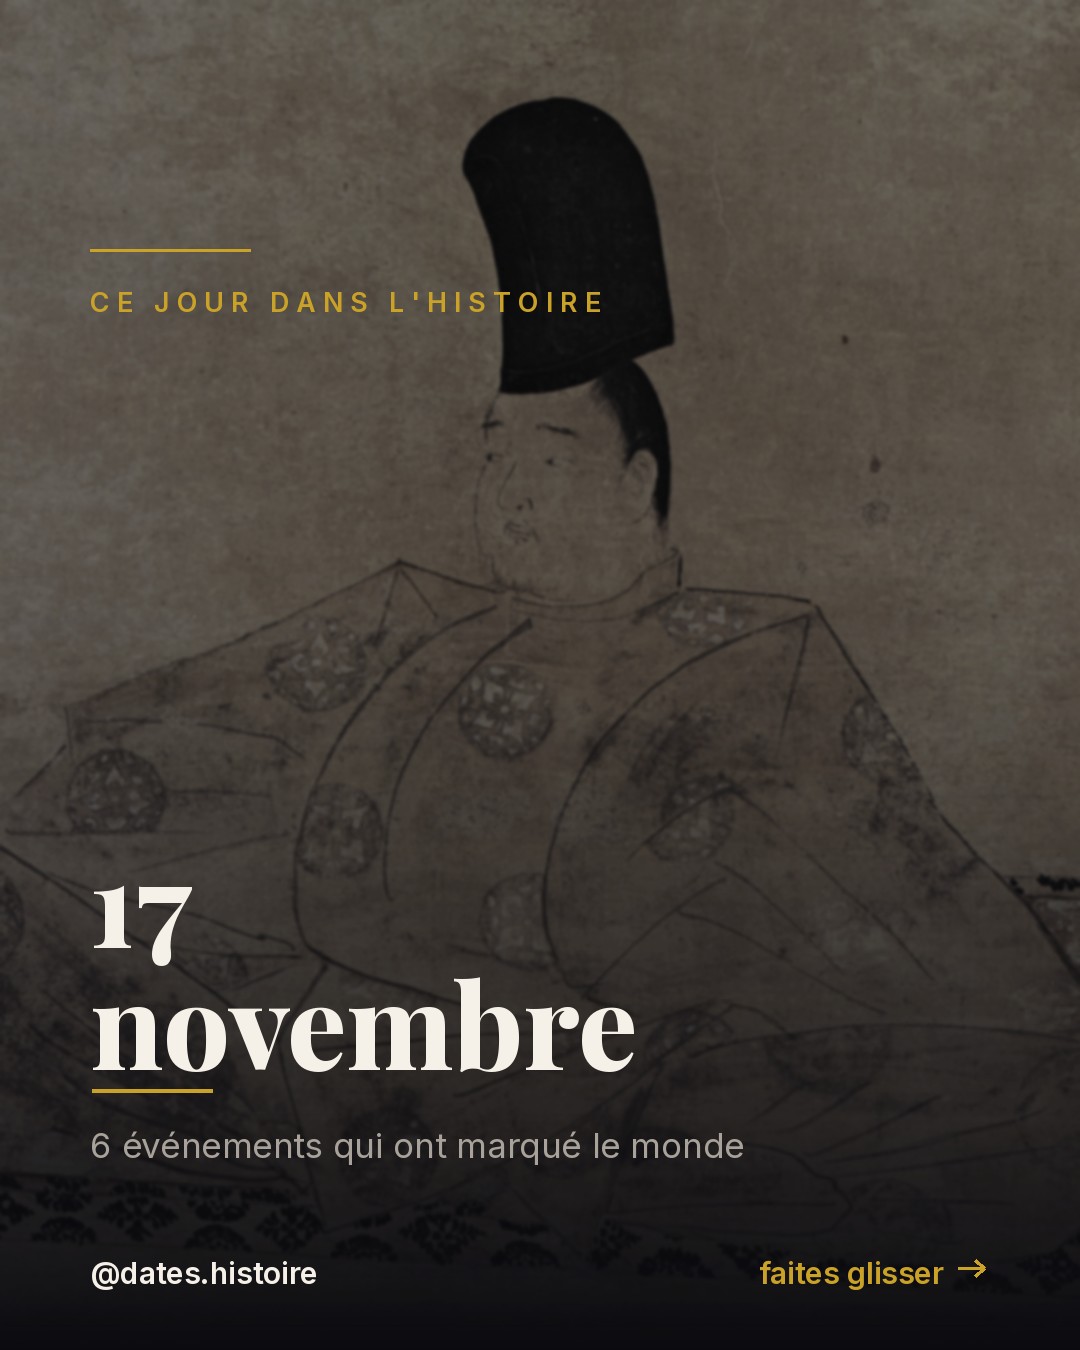 CE JOUR DANS L'HISTOIRE
17
novembre
6 événements qui ont marqué le monde
@dates.histoire
faites glisser →